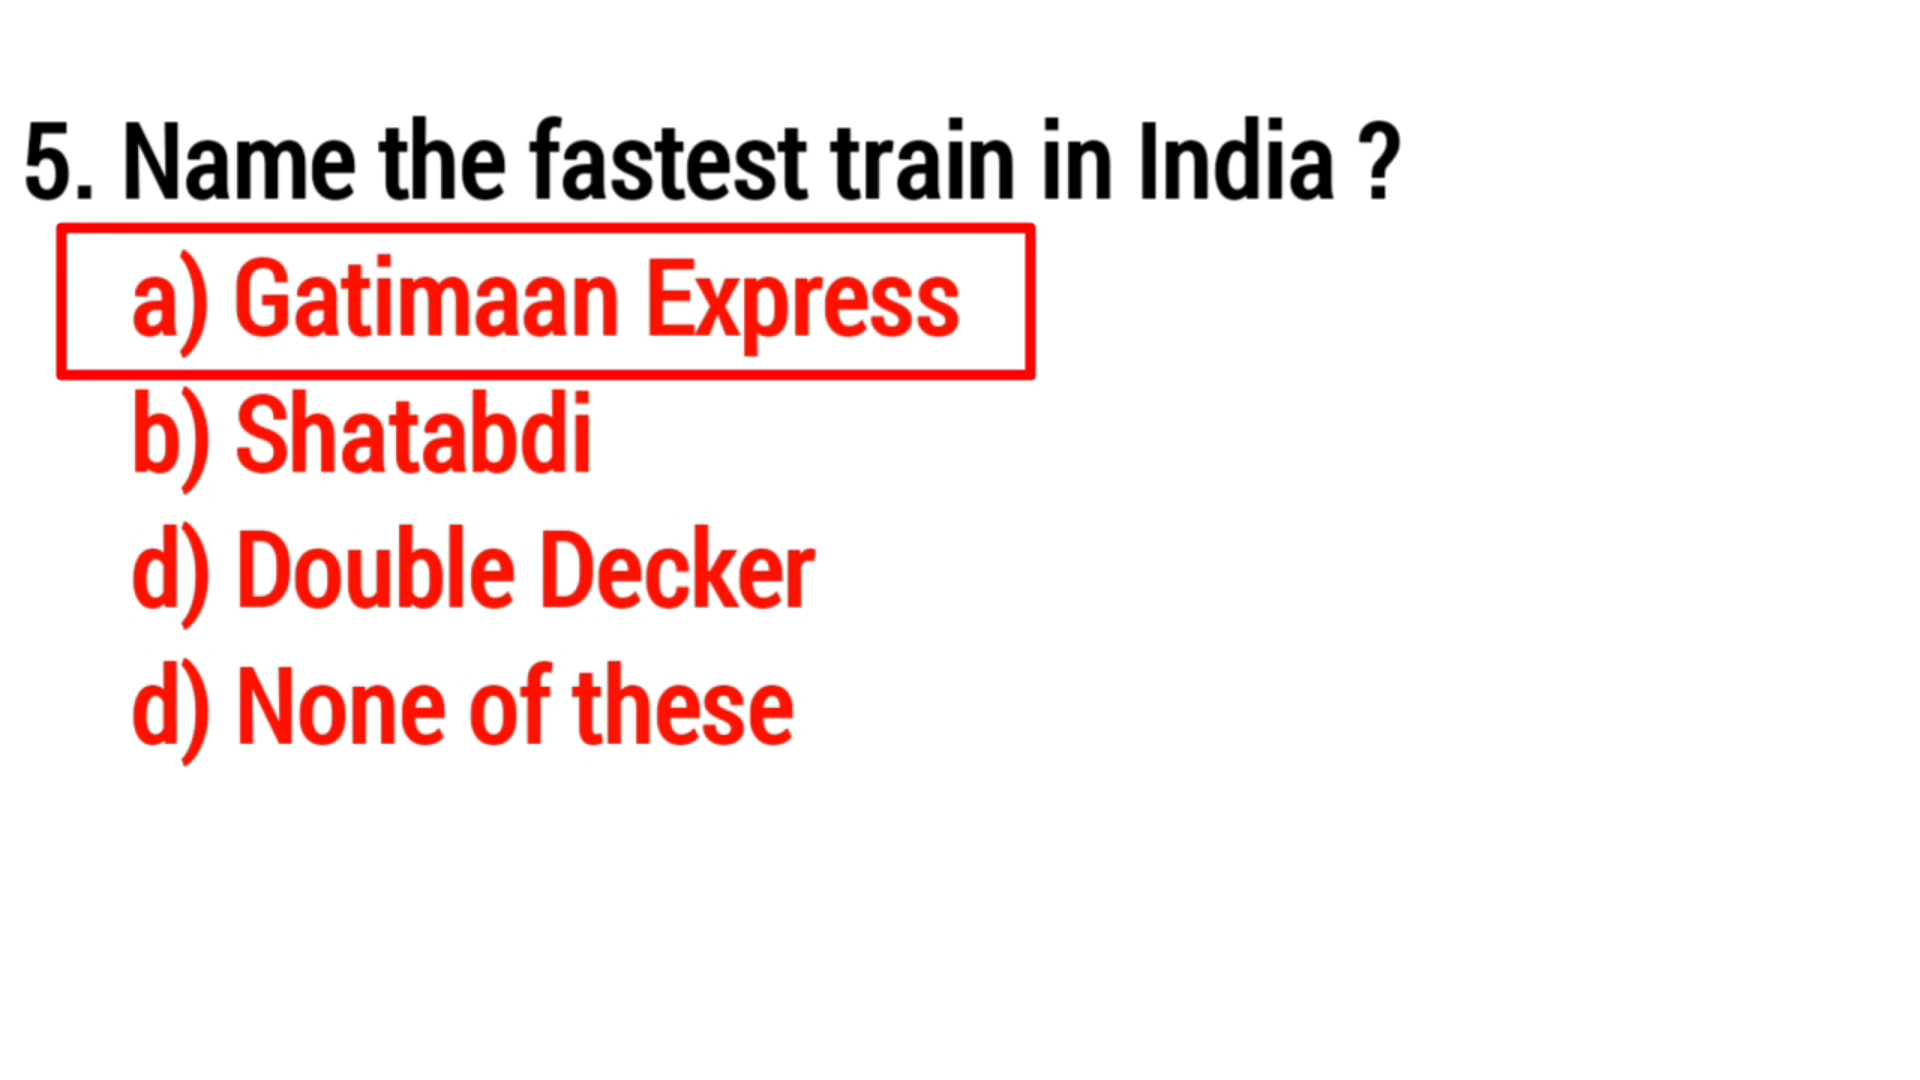 5. Name the fastest train in India ?
a) Gatimaan Express
b) Shatabdi
d) Double Decker
d) None of these